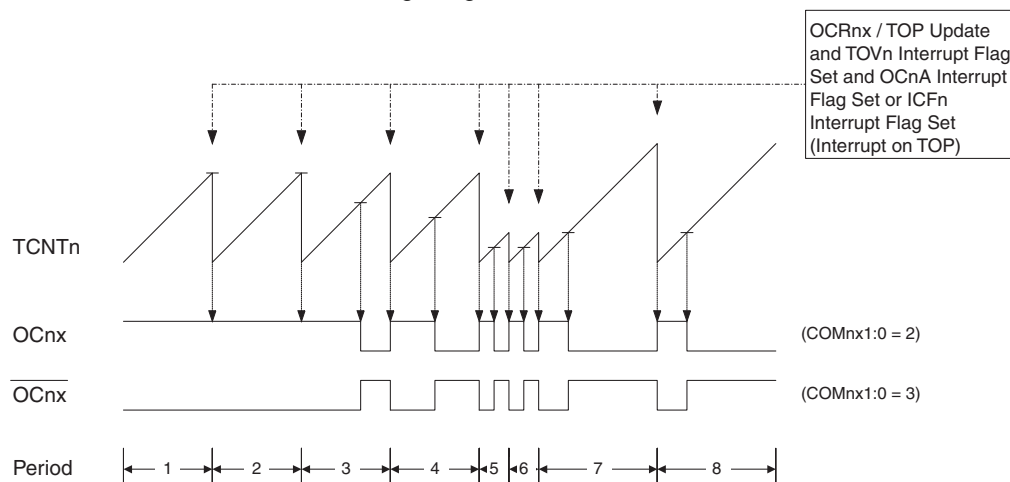 OCRnx / TOP Update
and TOVn Interrupt Flag
Set and OCnA Interrupt
Flag Set or ICFn
Interrupt Flag Set
(Interrupt on TOP)
TCNTn
OCnx (COMnx1:0 = 2)
OCnx (COMnx1:0 = 3)
Period 1 2 3 4 5 6 7 8